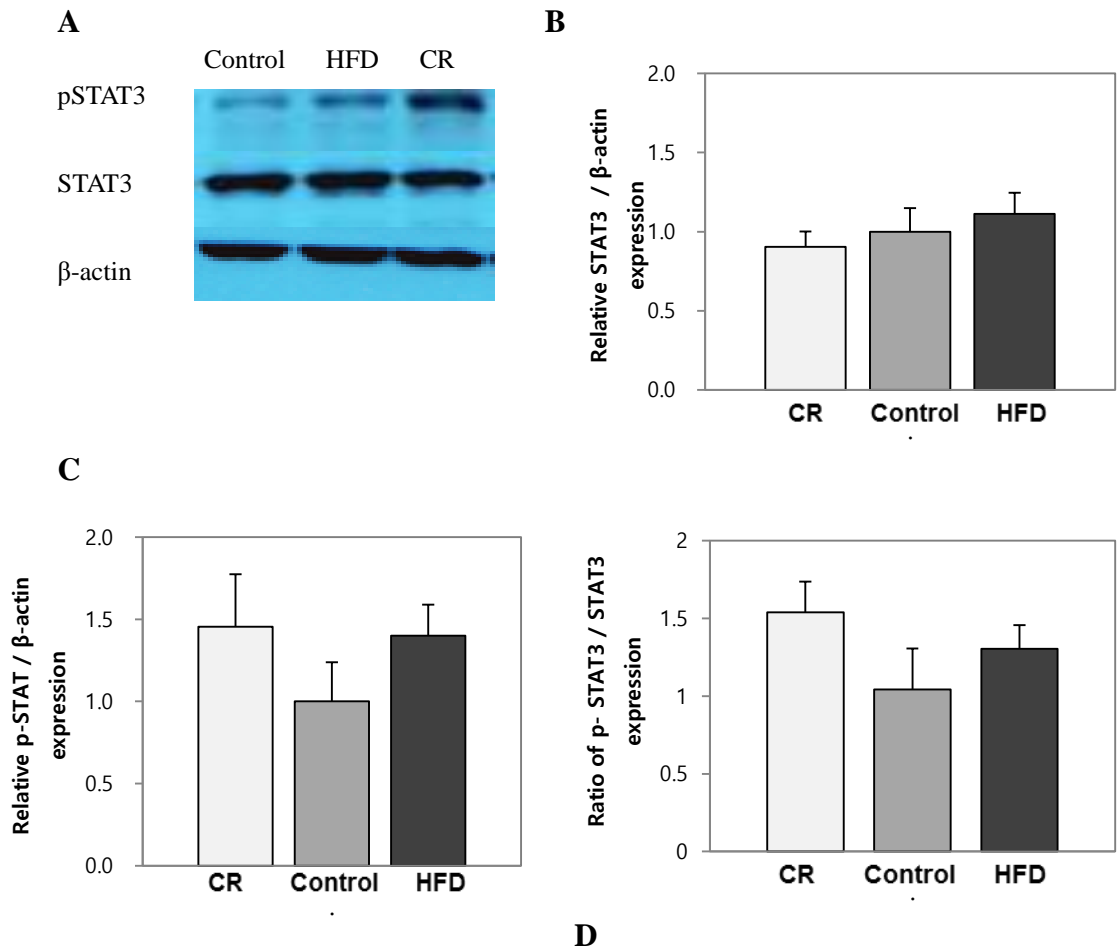 A
Control HFD CR
pSTAT3
STAT3
β-actin
B
Relative STAT3 / β-actin
expression
2.0
1.5
1.0
0.5
0.0
CR Control HFD
.
C
Relative p-STAT / β-actin
expression
2.0
1.5
1.0
0.5
0.0
CR Control HFD
.
Ratio of p- STAT3 / STAT3
expression
2
1.5
1
0.5
0
CR Control HFD
.
D